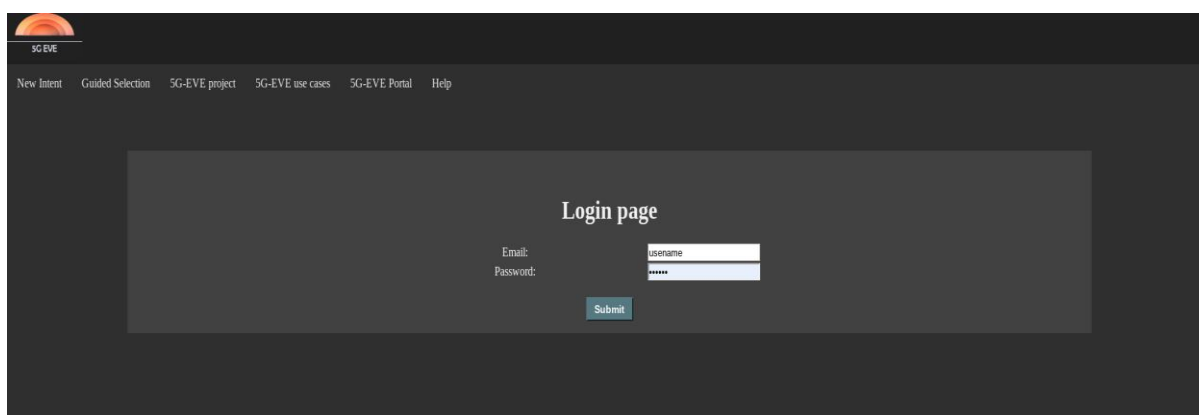 5G EVE
New Intent Guided Selection 5G-EVE project 5G-EVE use cases 5G-EVE Portal Help
Login page
Email: usename
Password: ••••••
Submit